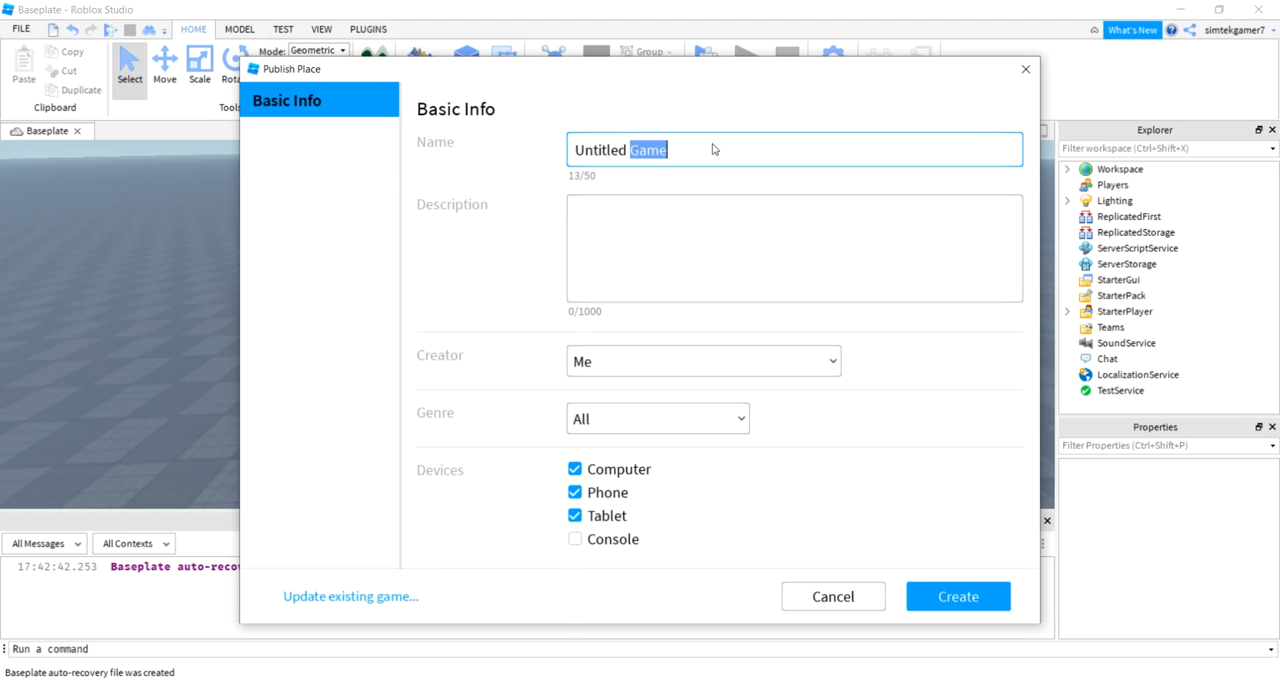 Baseplate - Roblox Studio
FILE HOME MODEL TEST VIEW PLUGINS What's New simtekgamer7
Paste Copy Cut Duplicate Clipboard
Select Move Scale Mode: Geometric Group
Publish Place
Baseplate
Basic Info
Basic Info
Name
Untitled Game
13/50
Description
0/1000
Creator
Me
Genre
All
Devices
Computer
Phone
Tablet
Console
Update existing game...
Cancel
Create
Explorer
Filter workspace (Ctrl+Shift+X)
Workspace
Players
Lighting
ReplicatedFirst
ReplicatedStorage
ServerScriptService
ServerStorage
StarterGui
StarterPack
StarterPlayer
Teams
SoundService
Chat
LocalizationService
TestService
Properties
Filter Properties (Ctrl+Shift+P)
All Messages All Contexts
17:42:42.253 Baseplate auto-reco
Run a command
Baseplate auto-recovery file was created